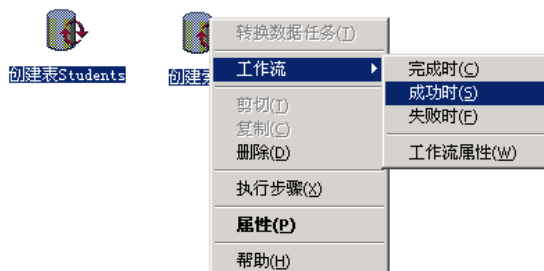 创建表Students
创建
转换数据任务(T)
工作流
完成时(C)
成功时(S)
失败时(F)
工作流属性(W)
剪切(T)
复制(C)
删除(D)
执行步骤(X)
属性(P)
帮助(H)